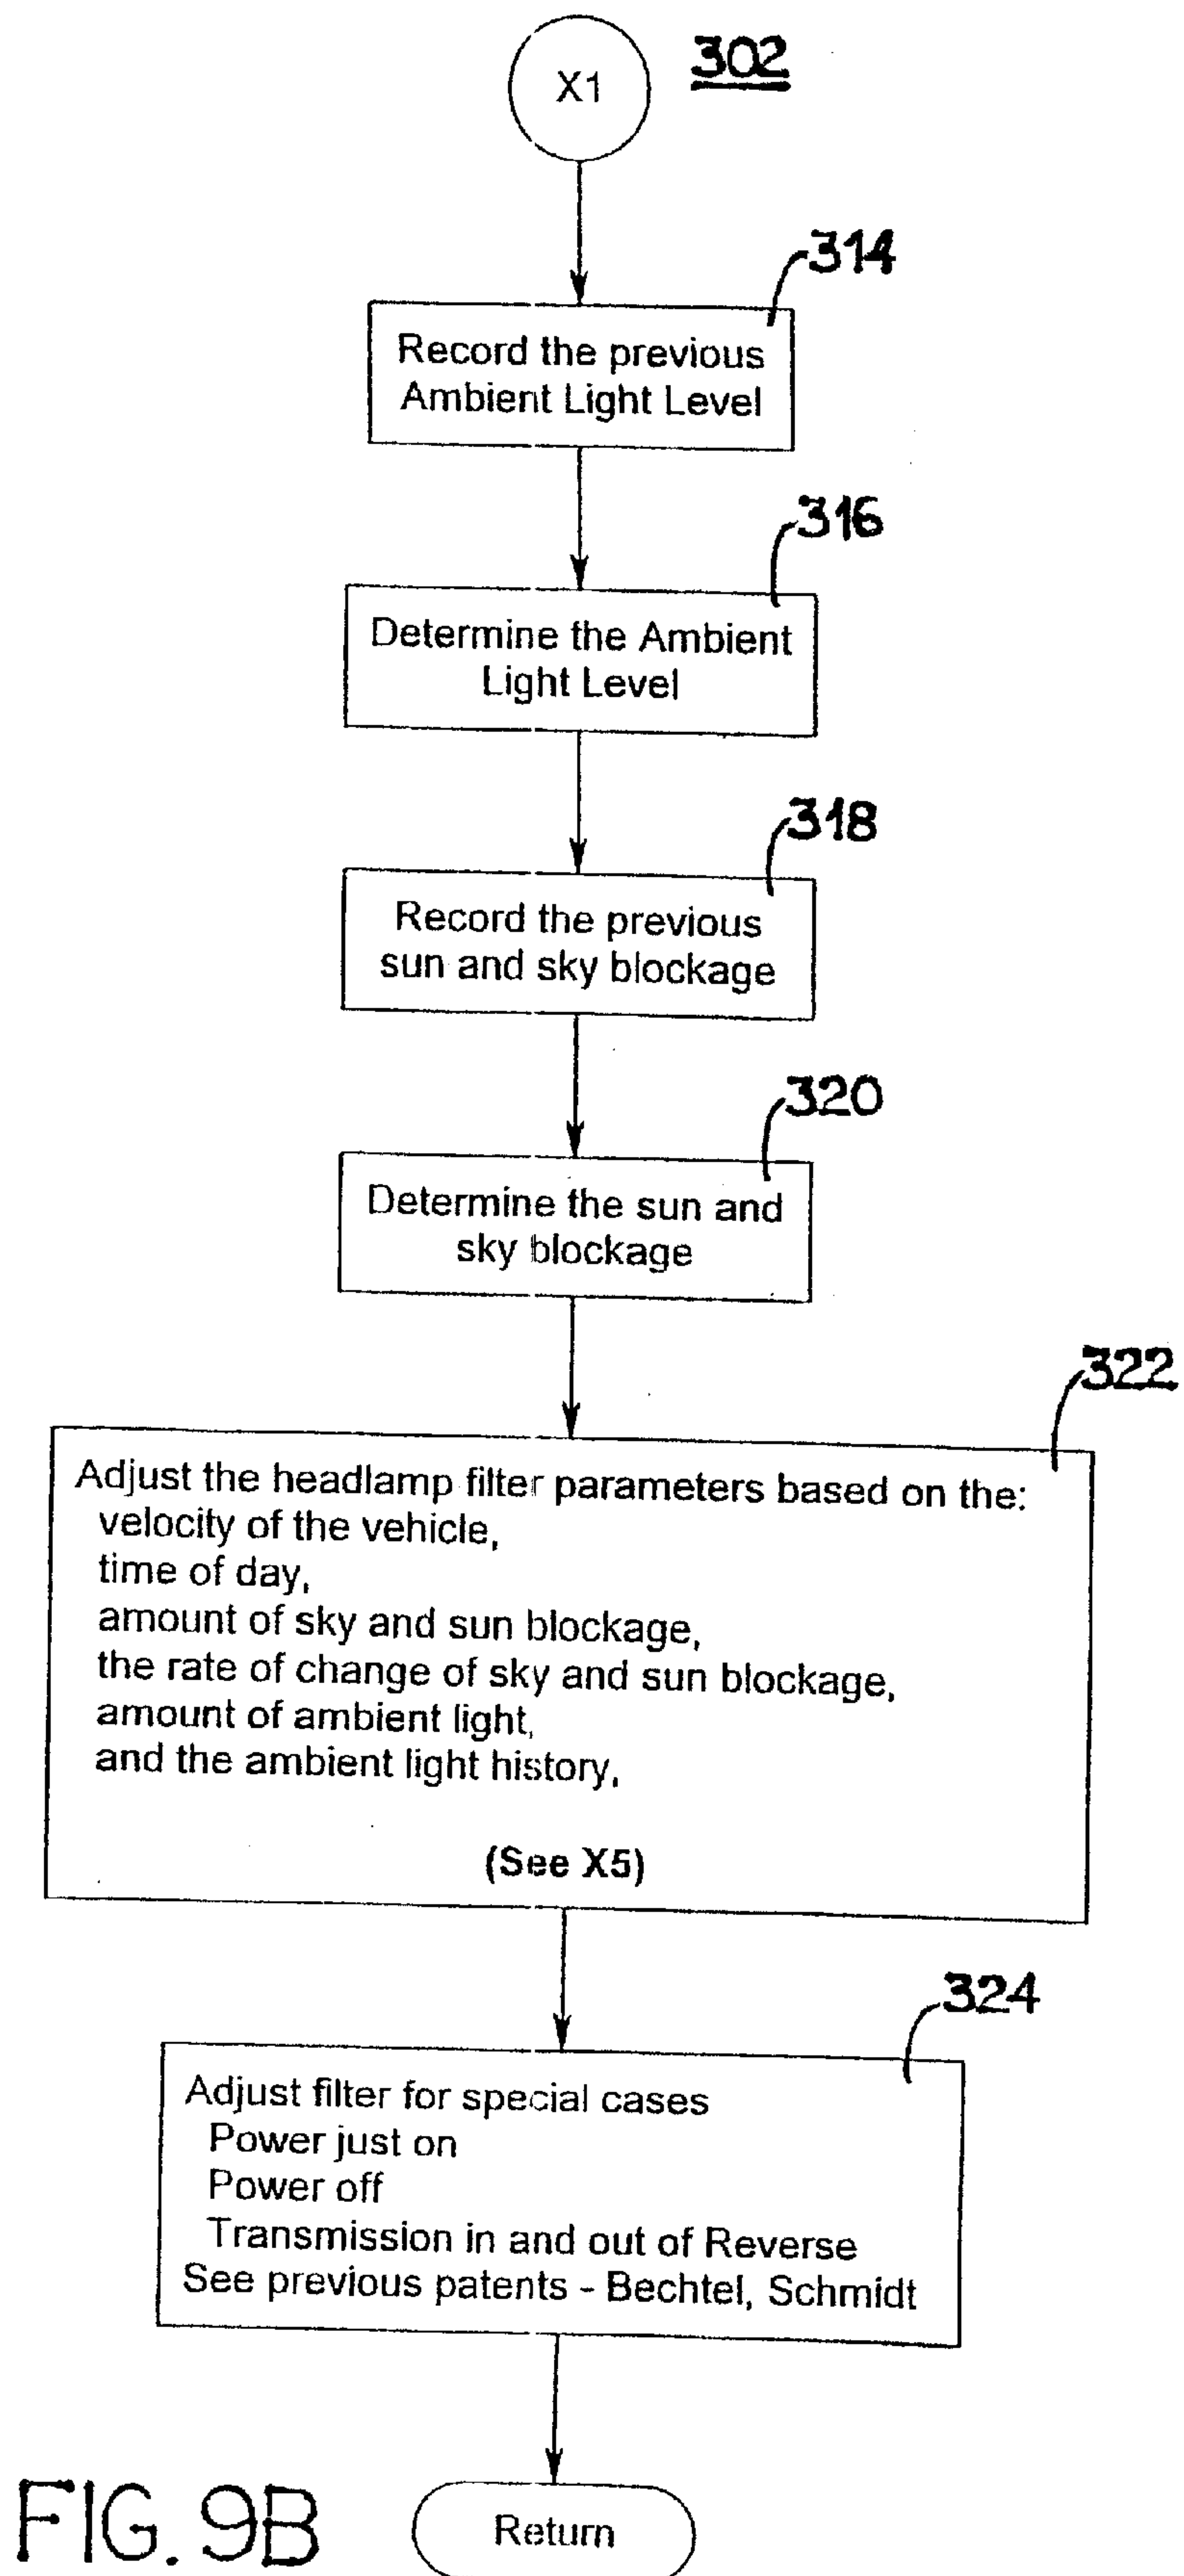 X1
302
314
Record the previous
Ambient Light Level
316
Determine the Ambient
Light Level
318
Record the previous
sun and sky blockage
320
Determine the sun and
sky blockage
322
Adjust the headlamp filter parameters based on the:
velocity of the vehicle,
time of day,
amount of sky and sun blockage,
the rate of change of sky and sun blockage,
amount of ambient light,
and the ambient light history,
(See X5)
324
Adjust filter for special cases
Power just on
Power off
Transmission in and out of Reverse
See previous patents - Bechtel, Schmidt
Return
FIG. 9B